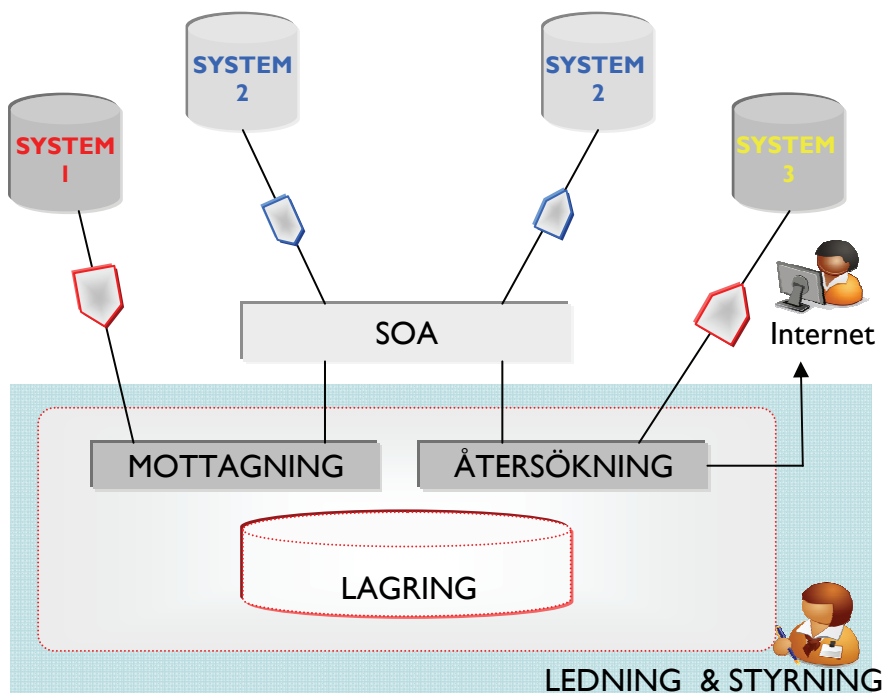 SYSTEM
2
SYSTEM
2
SYSTEM
1
SYSTEM
3
SOA
Internet
MOTTAGNING
ÅTERSÖKNING
LAGRING
LEDNING & STYRNING